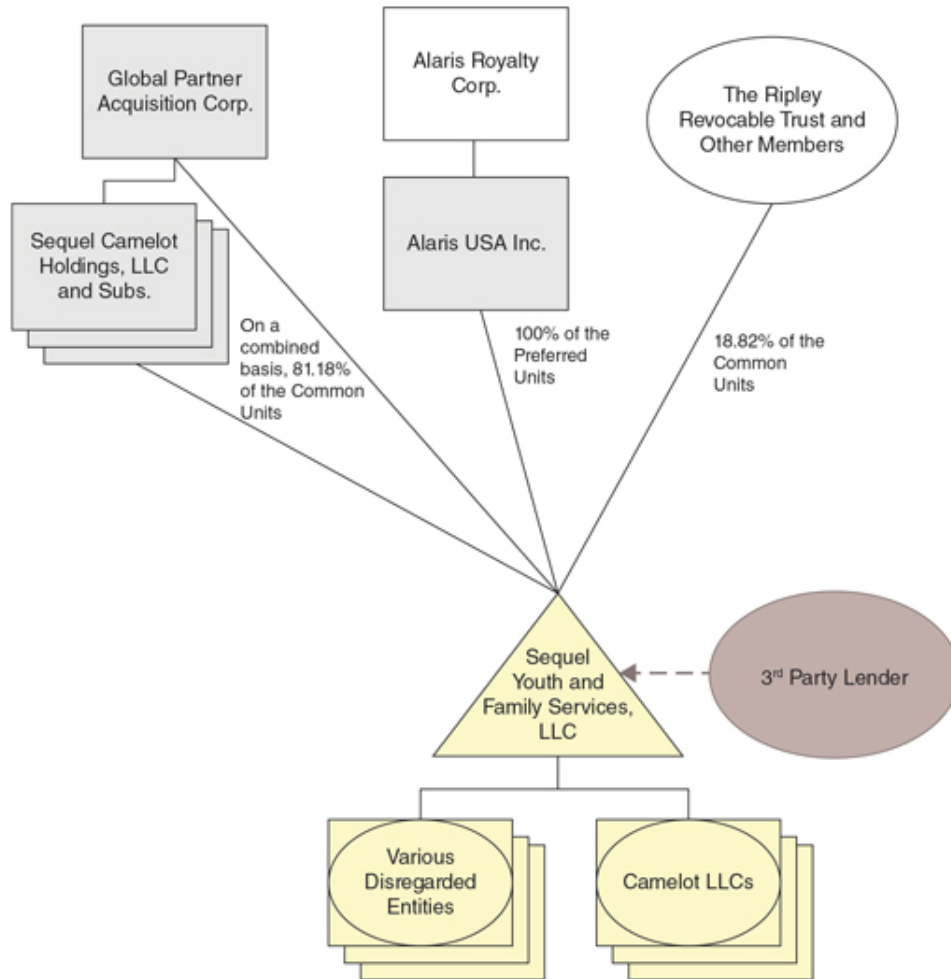 Global Partner
Acquisition Corp.
Alaris Royalty
Corp.
The Ripley
Revocable Trust and
Other Members
Sequel Camelot
Holdings, LLC
and Subs.
Alaris USA Inc.
On a
combined
basis, 81.18%
of the Common
Units
100% of the
Preferred
Units
18.82% of the
Common
Units
Sequel
Youth and
Family Services,
LLC
3rd Party Lender
Various
Disregarded
Entities
Camelot LLCs